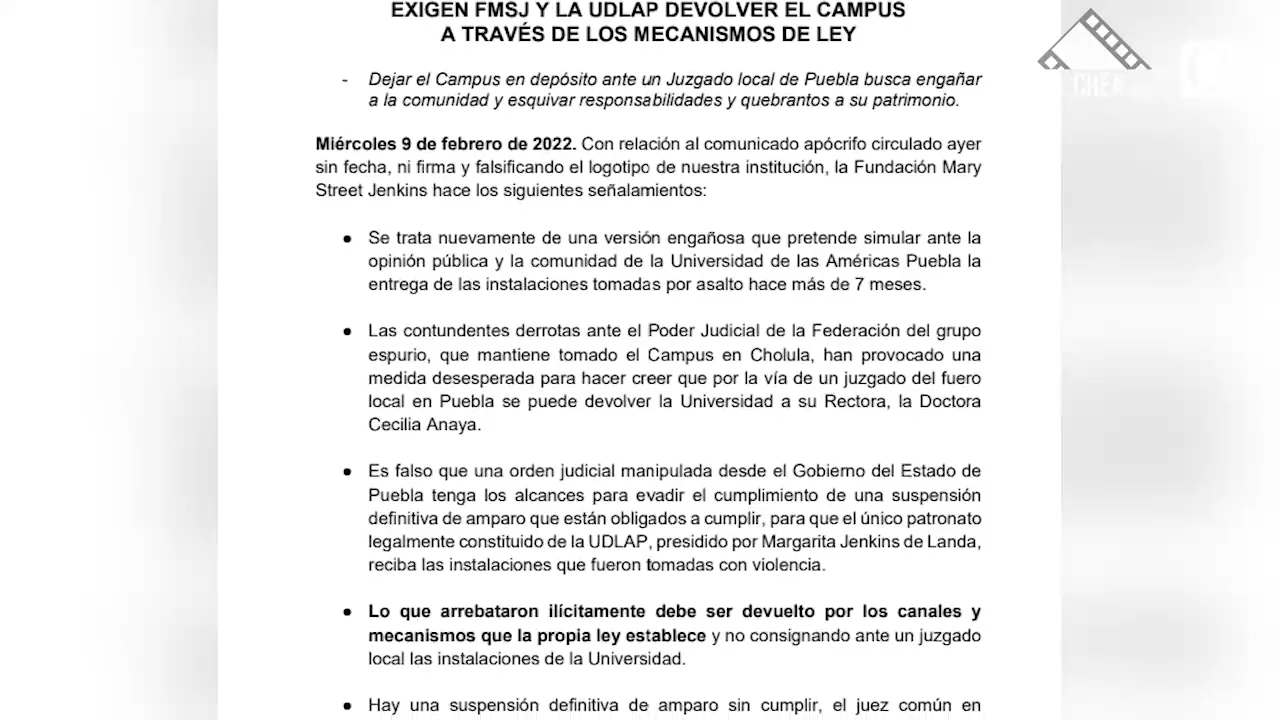 EXIGEN FMSJ Y LA UDLAP DEVOLVER EL CAMPUS
A TRAVÉS DE LOS MECANISMOS DE LEY
- Dejar el Campus en depósito ante un Juzgado local de Puebla busca engañar
a la comunidad y esquivar responsabilidades y quebrantos a su patrimonio.
Miércoles 9 de febrero de 2022. Con relación al comunicado apócrifo circulado ayer
sin fecha, ni firma y falsificando el logotipo de nuestra institución, la Fundación Mary
Street Jenkins hace los siguientes señalamientos:
● Se trata nuevamente de una versión engañosa que pretende simular ante la
opinión pública y la comunidad de la Universidad de las Américas Puebla la
entrega de las instalaciones tomadas por asalto hace más de 7 meses.
● Las contundentes derrotas ante el Poder Judicial de la Federación del grupo
espurio, que mantiene tomado el Campus en Cholula, han provocado una
medida desesperada para hacer creer que por la vía de un juzgado del fuero
local en Puebla se puede devolver la Universidad a su Rectora, la Doctora
Cecilia Anaya.
● Es falso que una orden judicial manipulada desde el Gobierno del Estado de
Puebla tenga los alcances para evadir el cumplimiento de una suspensión
definitiva de amparo que están obligados a cumplir, para que el único patronato
legalmente constituido de la UDLAP, presidido por Margarita Jenkins de Landa,
reciba las instalaciones que fueron tomadas con violencia.
● Lo que arrebataron ilícitamente debe ser devuelto por los canales y
mecanismos que la propia ley establece y no consignando ante un juzgado
local las instalaciones de la Universidad.
● Hay una suspensión definitiva de amparo sin cumplir, el juez común en